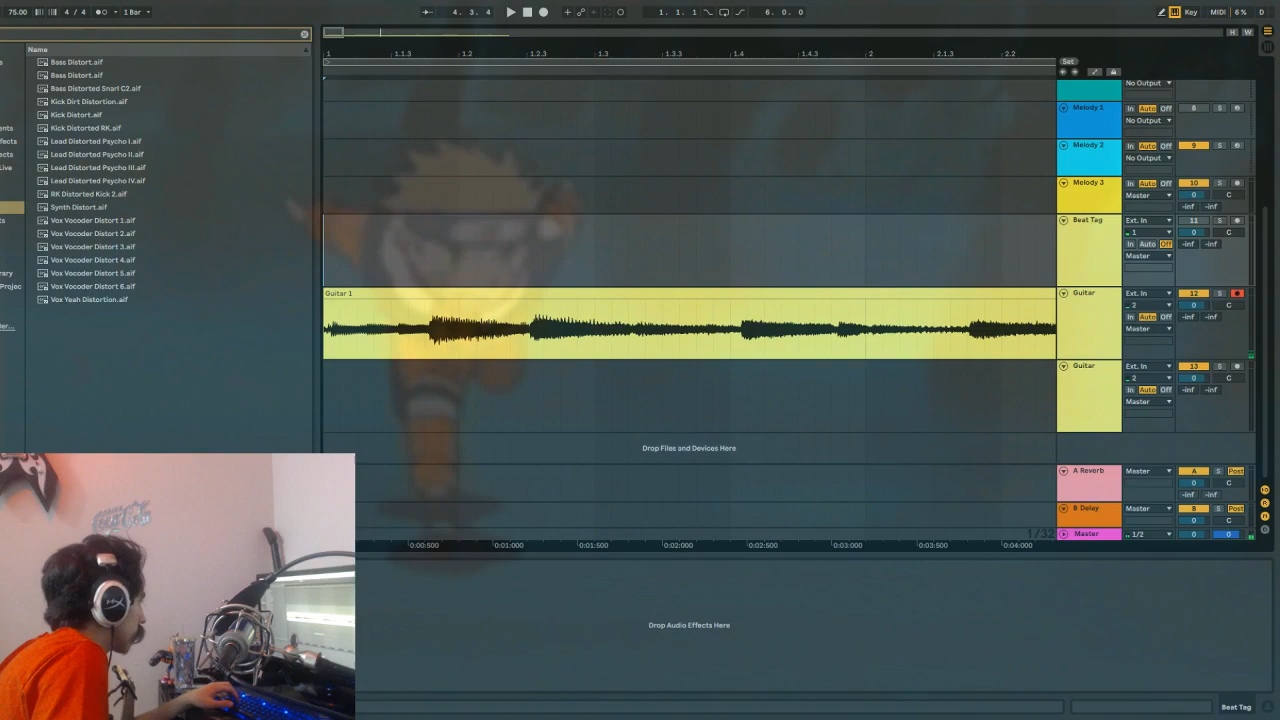 75.00
4 / 4
1 Bar
4. 3. 4
1. 1. 1
6. 0. 0
Key
MIDI
6 %
D
H
W
Name
Bass Distort.aif
Bass Distort.aif
Bass Distorted Snarl C2.aif
Kick Dirt Distortion.aif
Kick Distort.aif
Kick Distorted RK.aif
Lead Distorted Psycho I.aif
Lead Distorted Psycho II.aif
Lead Distorted Psycho III.aif
Lead Distorted Psycho IV.aif
RK Distorted Kick 2.aif
Synth Distort.aif
Vox Vocoder Distort 1.aif
Vox Vocoder Distort 2.aif
Vox Vocoder Distort 3.aif
Vox Vocoder Distort 4.aif
Vox Vocoder Distort 5.aif
Vox Vocoder Distort 6.aif
Vox Yeah Distortion.aif
ents
ffects
ects
Live
ts
rary
Projec
er...
1 1.1.3 1.2 1.2.3 1.3 1.3.3 1.4 1.4.3 2 2.1.3 2.2
Set
No Output
Melody 1 In Auto Off 8 S
No Output
Melody 2 In Auto Off 9 S
No Output
Melody 3 In Auto Off 10 S
Master 0 C
-inf -inf
Beat Tag Ext. In 11 S
1 0 C
In Auto Off -inf -inf
Master
Guitar 1
Guitar Ext. In 12 S
2 0 C
In Auto Off -inf -inf
Master
Guitar Ext. In 13 S
2 0 C
In Auto Off -inf -inf
Master
Drop Files and Devices Here
A Reverb Master A S Post
0 C
-inf -inf
B Delay Master B S Post
0 C
1/32
Master 1/2 0 0
0:00:500 0:01:000 0:01:500 0:02:000 0:02:500 0:03:000 0:03:500 0:04:000
Drop Audio Effects Here
Beat Tag